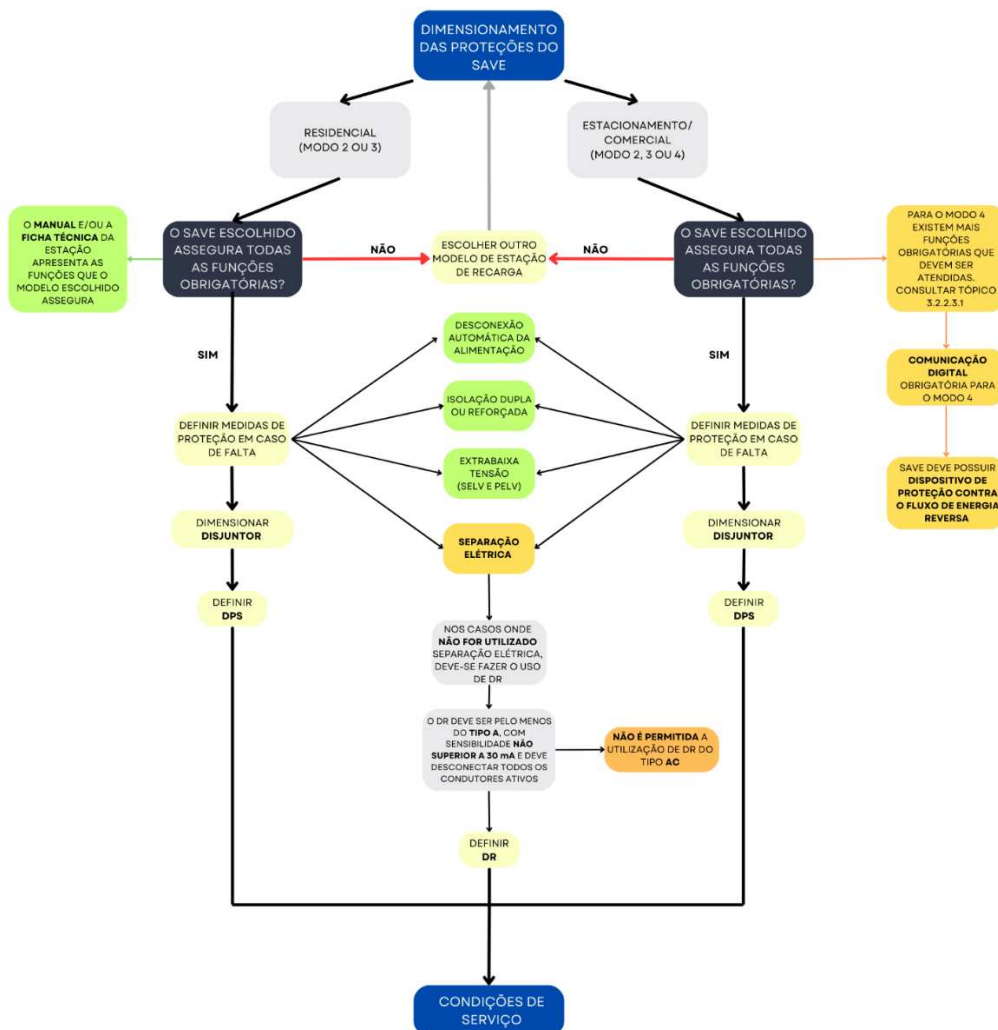 DIMENSIONAMENTO
DAS PROTEÇÕES DO
SAVE
RESIDENCIAL
(MODO 2 OU 3)
ESTACIONAMENTO/
COMERCIAL
(MODO 2, 3 OU 4)
O MANUAL E/OU A
FICHA TÉCNICA DA
ESTAÇÃO
APRESENTA AS
FUNÇÕES QUE O
MODELO ESCOLHIDO
ASSEGURA
O SAVE ESCOLHIDO
ASSEGURA TODAS
AS FUNÇÕES
OBRIGATÓRIAS?
NÃO
ESCOLHER OUTRO
MODELO DE ESTAÇÃO
DE RECARGA
NÃO
O SAVE ESCOLHIDO
ASSEGURA TODAS
AS FUNÇÕES
OBRIGATÓRIAS?
PARA O MODO 4
EXISTEM MAIS
FUNÇÕES
OBRIGATÓRIAS QUE
DEVEM SER
ATENDIDAS.
CONSULTAR TÓPICO
3.2.2.3.1
SIM
DESCONEXÃO
AUTOMÁTICA DA
ALIMENTAÇÃO
SIM
COMUNICAÇÃO
DIGITAL
OBRIGATÓRIA PARA
O MODO 4
ISOLAÇÃO DUPLA
OU REFORÇADA
DEFINIR MEDIDAS DE
PROTEÇÃO EM CASO
DE FALTA
DEFINIR MEDIDAS DE
PROTEÇÃO EM CASO
DE FALTA
EXTRABAIXA
TENSÃO
(SELV E PELV)
SAVE DEVE POSSUIR
DISPOSITIVO DE
PROTEÇÃO CONTRA
O FLUXO DE ENERGIA
REVERSA
DIMENSIONAR
DISJUNTOR
SEPARAÇÃO
ELÉTRICA
DIMENSIONAR
DISJUNTOR
DEFINIR
DPS
DEFINIR
DPS
NOS CASOS ONDE
NÃO FOR UTILIZADO
SEPARAÇÃO ELÉTRICA,
DEVE-SE FAZER O USO
DE DR
O DR DEVE SER PELO MENOS
DO TIPO A, COM
SENSIBILIDADE NÃO
SUPERIOR A 30 mA E DEVE
DESCONECTAR TODOS OS
CONDUTORES ATIVOS
NÃO É PERMITIDA A
UTILIZAÇÃO DE DR DO
TIPO AC
DEFINIR
DR
CONDIÇÕES DE
SERVIÇO